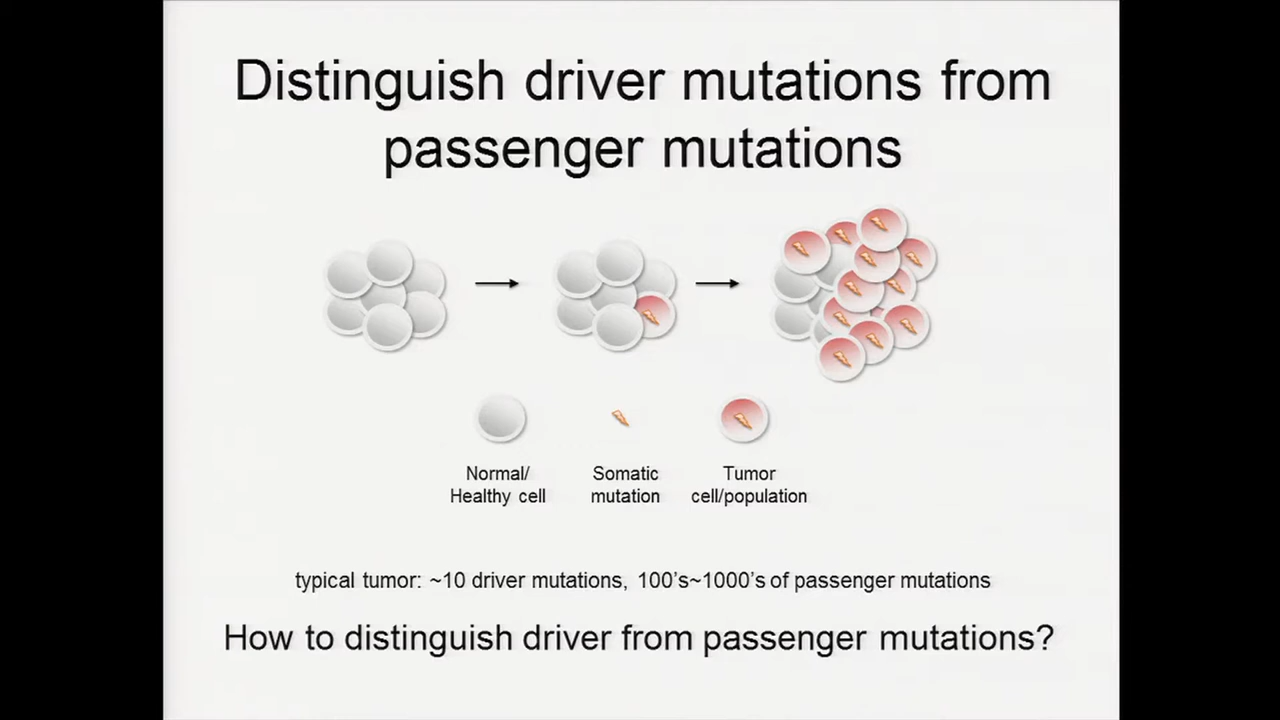 Distinguish driver mutations from
passenger mutations
Normal/
Healthy cell
Somatic
mutation
Tumor
cell/population
typical tumor: ~10 driver mutations, 100's~1000's of passenger mutations
How to distinguish driver from passenger mutations?